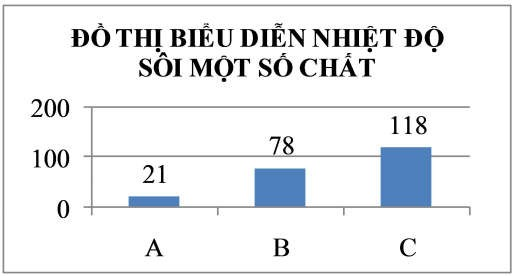 ĐỒ THỊ BIỂU DIỄN NHIỆT ĐỘ
SÔI MỘT SỐ CHẤT
200
100
0
21
78
118
A B C